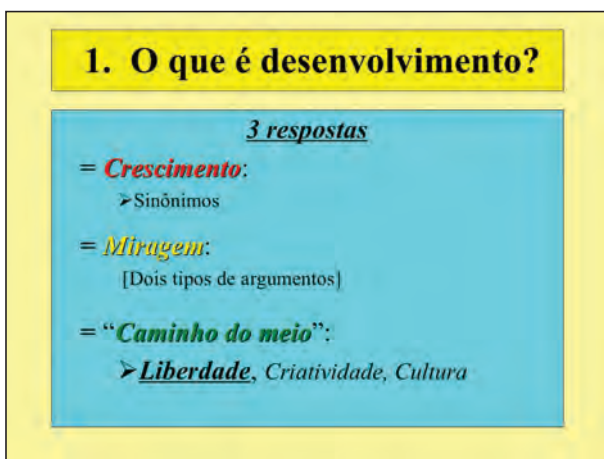 1. O que é desenvolvimento?
3 respostas
= Crescimento:
➢Sinônimos
= Miragem:
[Dois tipos de argumentos]
= “Caminho do meio”:
➢Liberdade, Criatividade, Cultura